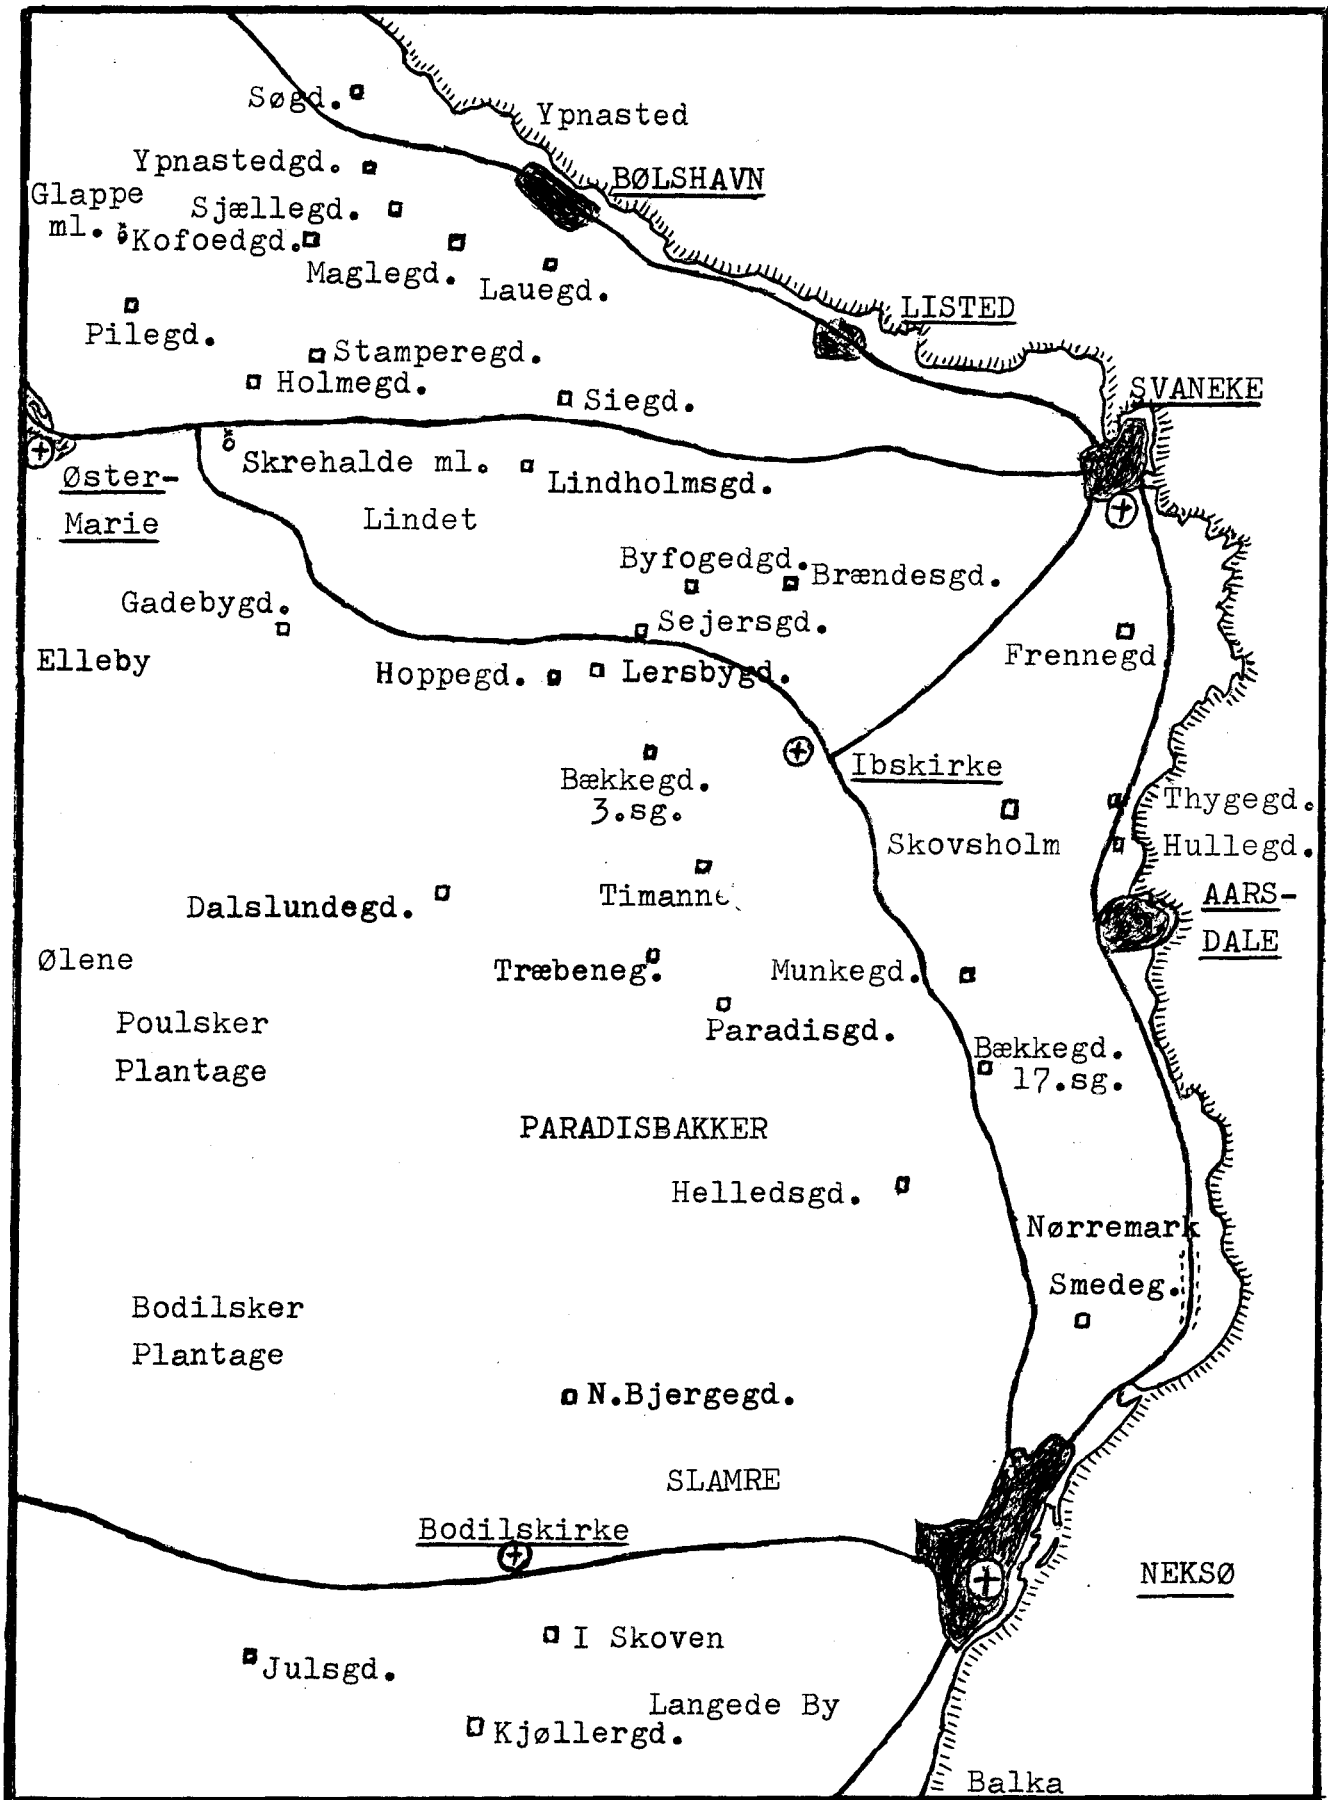 Søgd.
Ypnasted
Ypnastedgd.
BØLSHAVN
Glappe
ml.
Sjællegd.
Kofoedgd.
Maglegd.
Lauegd.
LISTED
Pilegd.
Stamperegd.
Holmegd.
Siegd.
SVANEKE
Skrehalde ml.
Øster-
Marie
Lindholmsgd.
Lindet
Byfogedgd.
Brændesgd.
Gadebygd.
Sejersgd.
Frennegd
Elleby
Hoppegd.
Lersbygd.
Ibskirke
Bækkegd.
3.sg.
Thygegd.
Skovsholm
Hullegd.
Dalslundegd.
AARS-
DALE
Ølene
Træbeneg.
Munkegd.
Poulsker
Plantage
Paradisgd.
Bækkegd.
17.sg.
PARADISBAKKER
Helledsgd.
Nørremark
Smedeg.
Bodilsker
Plantage
N.Bjergegd.
SLAMRE
Bodilskirke
NEKSØ
I Skoven
Julsgd.
Langede By
Kjøllergd.
Balka